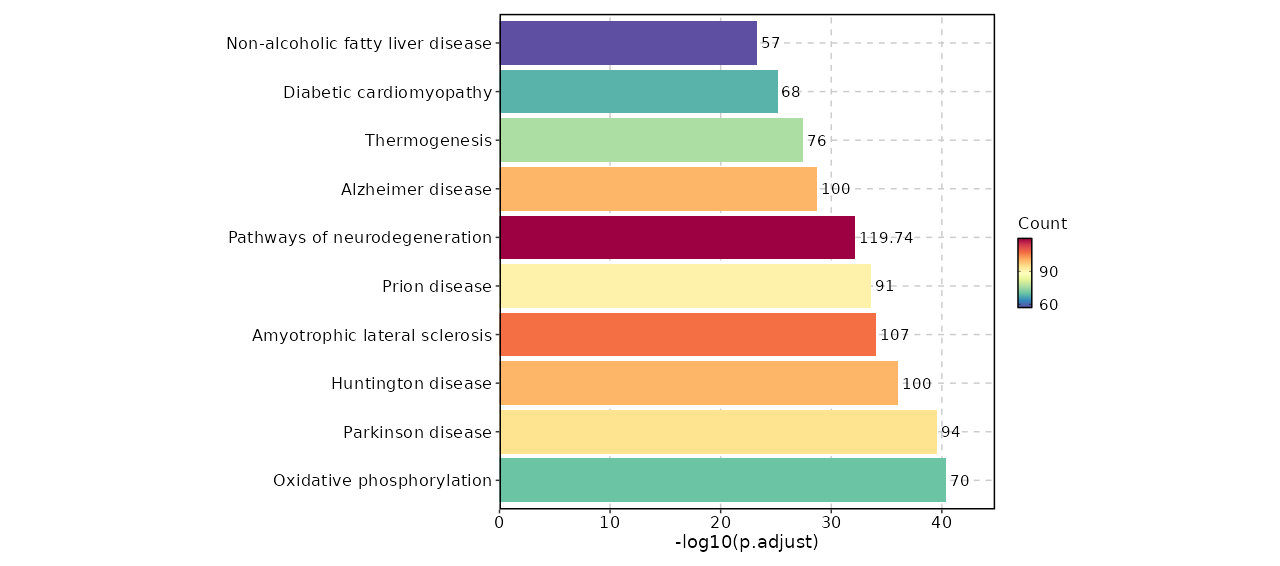 Non-alcoholic fatty liver disease 57
Diabetic cardiomyopathy 68
Thermogenesis 76
Alzheimer disease 100
Pathways of neurodegeneration 119.74
Prion disease 91
Amyotrophic lateral sclerosis 107
Huntington disease 100
Parkinson disease 94
Oxidative phosphorylation 70
0 10 20 30 40
-log10(p.adjust)
Count
90
60